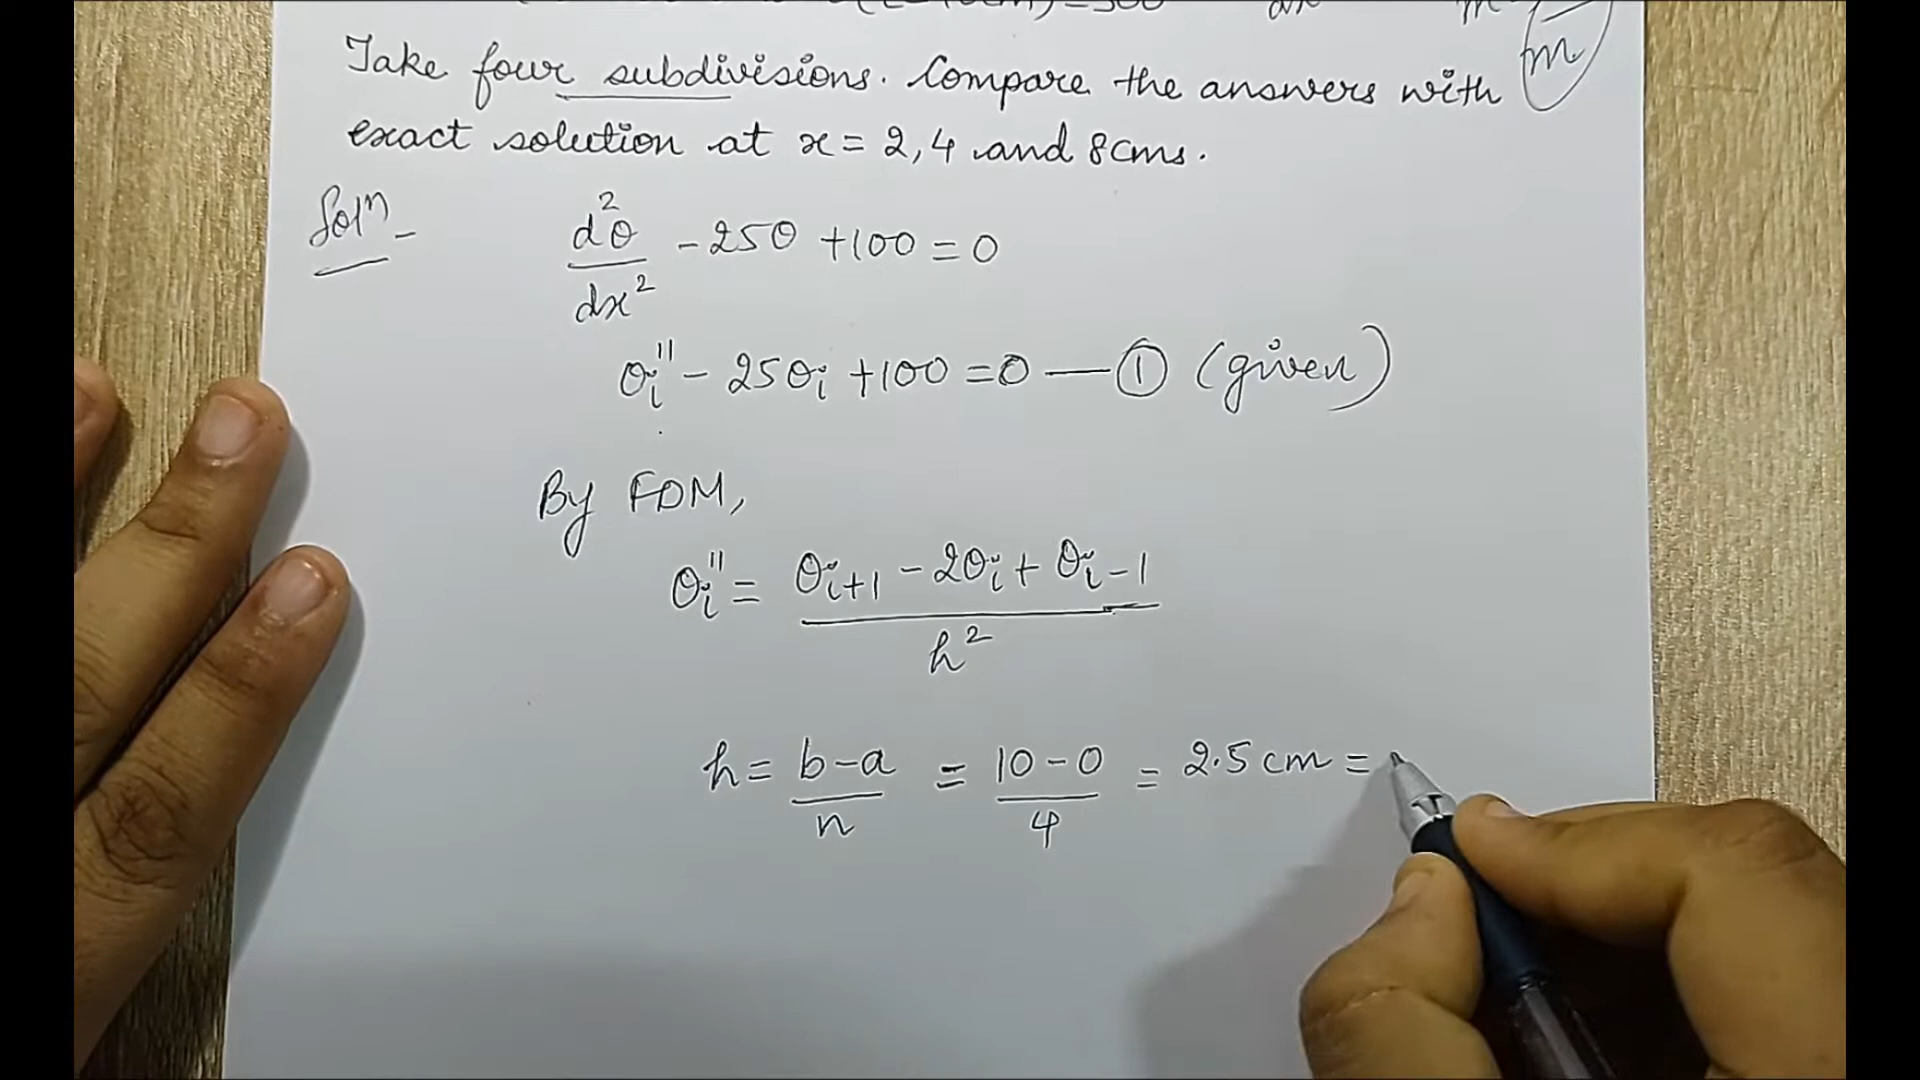 Take four subdivisions. Compare the answers with
exact solution at x = 2, 4 and 8cms.
Solⁿ -
d²θ/dx² - 25θ + 100 = 0
θᵢ'' - 25θᵢ + 100 = 0 — ① (given)
By FDM,
θᵢ'' = (θᵢ₊₁ - 2θᵢ + θᵢ₋₁)/h²
h = (b-a)/n = (10-0)/4 = 2.5 cm =
m